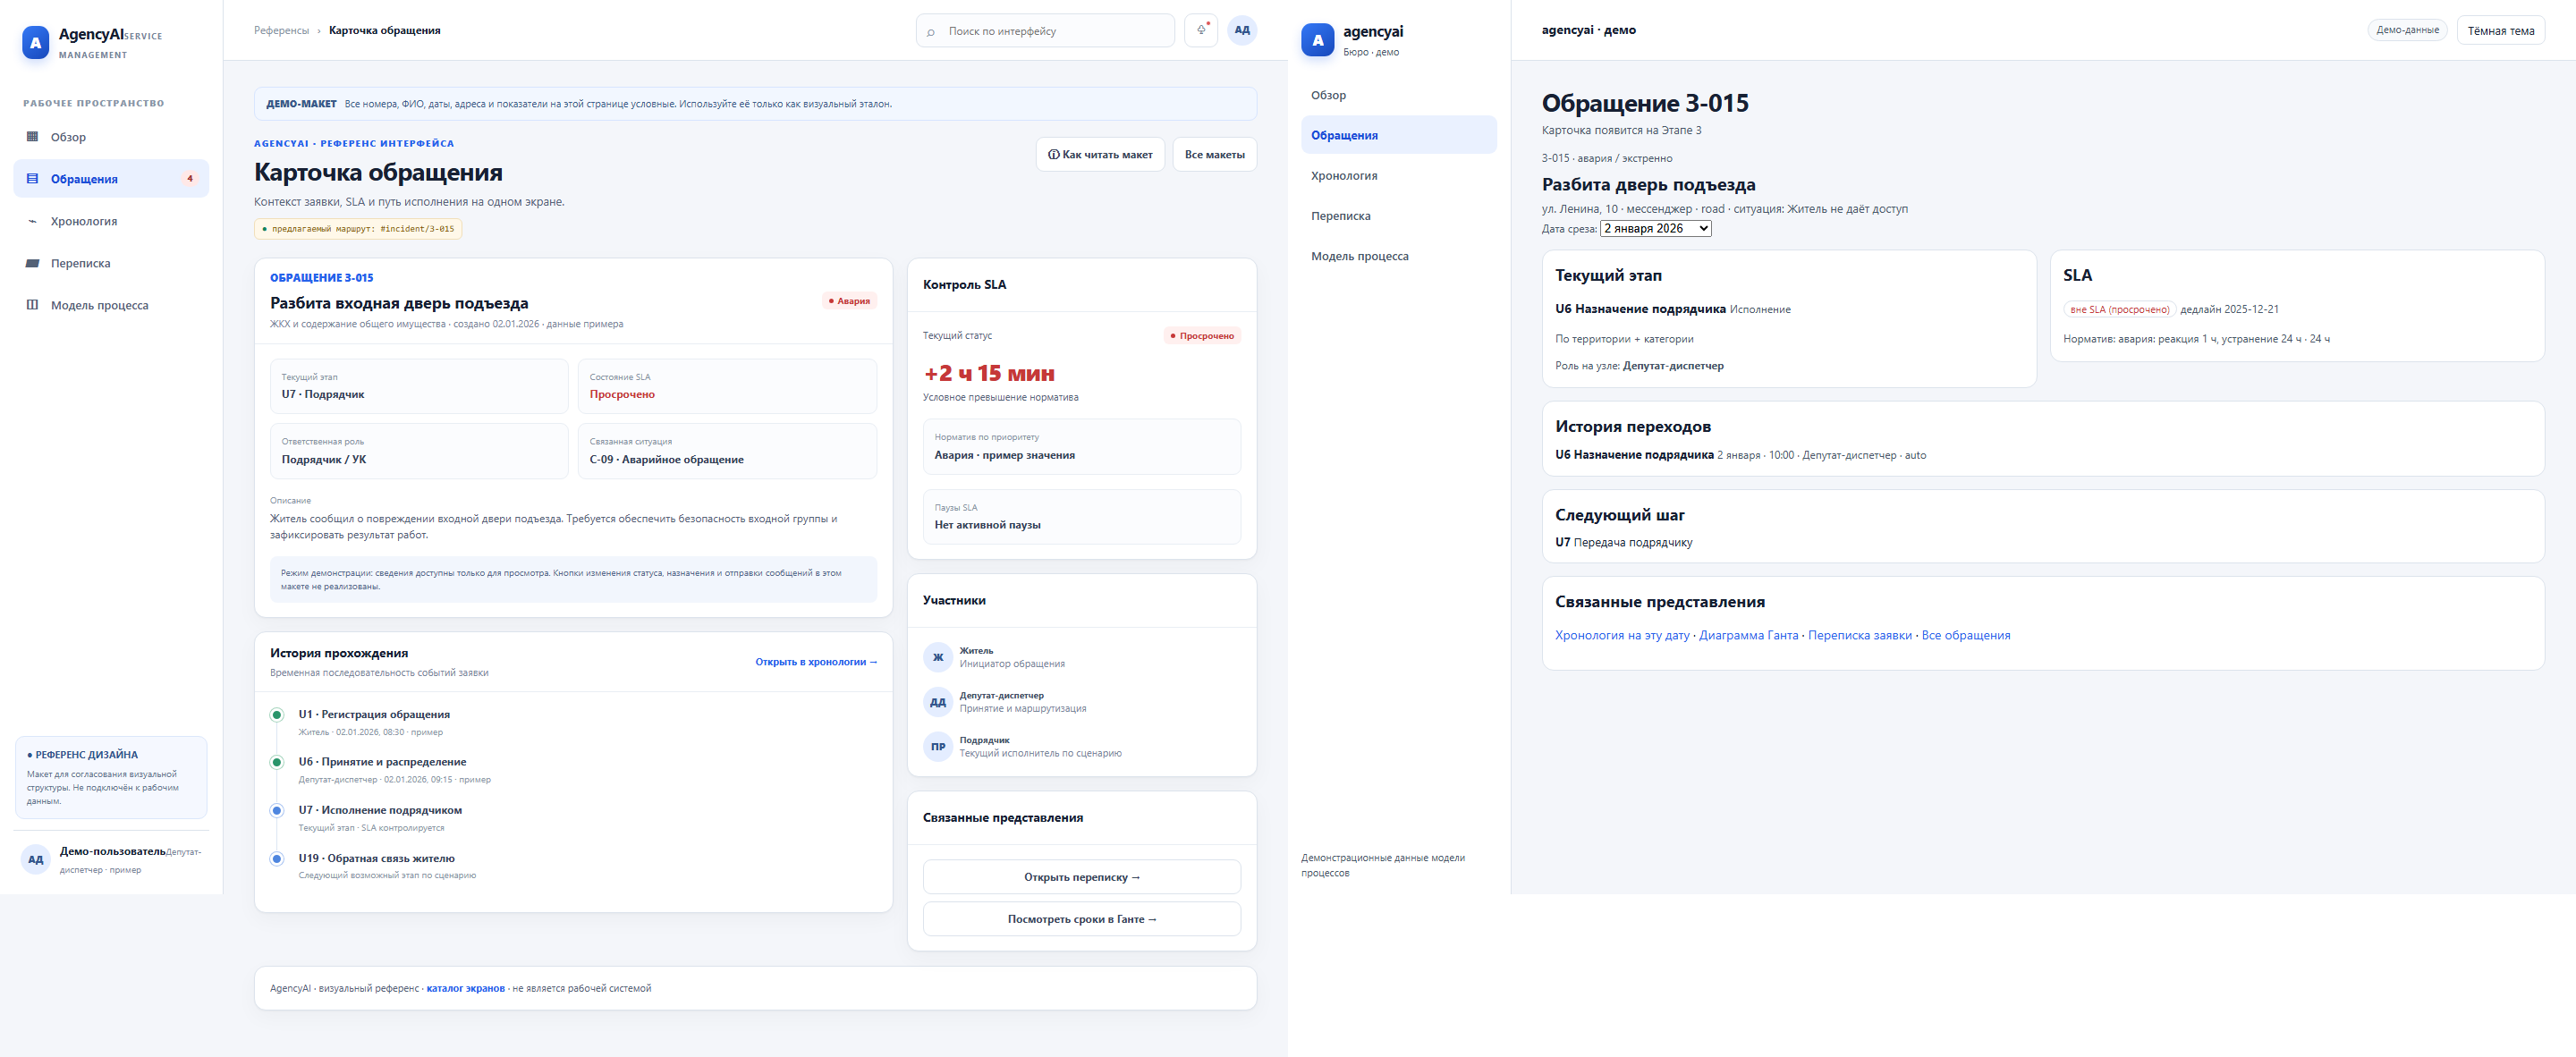 AgencyAI SERVICE
MANAGEMENT
РАБОЧЕЕ ПРОСТРАНСТВО
Обзор
Обращения 4
Хронология
Переписка
Модель процесса
● РЕФЕРЕНС ДИЗАЙНА
Макет для согласования визуальной
структуры. Не подключён к рабочим
данным.
АД
Демо-пользователь Депутат-
диспетчер · пример
Референсы › Карточка обращения
Поиск по интерфейсу
АД
ДЕМО-МАКЕТ Все номера, ФИО, даты, адреса и показатели на этой странице условные. Используйте её только как визуальный эталон.
AGENCYAI · РЕФЕРЕНС ИНТЕРФЕЙСА
Карточка обращения
Контекст заявки, SLA и путь исполнения на одном экране.
● предлагаемый маршрут: #incident/3-015
ⓘ Как читать макет
Все макеты
ОБРАЩЕНИЕ 3-015
Разбита входная дверь подъезда
● Авария
ЖКХ и содержание общего имущества · создано 02.01.2026 · данные примера
Текущий этап
U7 · Подрядчик
Состояние SLA
Просрочено
Ответственная роль
Подрядчик / УК
Связанная ситуация
С-09 · Аварийное обращение
Описание
Житель сообщил о повреждении входной двери подъезда. Требуется обеспечить безопасность входной группы и
зафиксировать результат работ.
Режим демонстрации: сведения доступны только для просмотра. Кнопки изменения статуса, назначения и отправки сообщений в этом
макете не реализованы.
История прохождения
Временная последовательность событий заявки
Открыть в хронологии →
U1 · Регистрация обращения
Житель · 02.01.2026, 08:30 · пример
U6 · Принятие и распределение
Депутат-диспетчер · 02.01.2026, 09:15 · пример
U7 · Исполнение подрядчиком
Текущий этап · SLA контролируется
U19 · Обратная связь жителю
Следующий возможный этап по сценарию
Контроль SLA
Текущий статус
● Просрочено
+2 ч 15 мин
Условное превышение норматива
Норматив по приоритету
Авария · пример значения
Паузы SLA
Нет активной паузы
Участники
Ж
Житель
Инициатор обращения
ДД
Депутат-диспетчер
Принятие и маршрутизация
ПР
Подрядчик
Текущий исполнитель по сценарию
Связанные представления
Открыть переписку →
Посмотреть сроки в Ганте →
AgencyAI · визуальный референс · каталог экранов · не является рабочей системой
A
agencyai
Бюро · демо
Обзор
Обращения
Хронология
Переписка
Модель процесса
Демонстрационные данные модели
процессов
agencyai · демо
Демо-данные
Тёмная тема
Обращение 3-015
Карточка появится на Этапе 3
3-015 · авария / экстренно
Разбита дверь подъезда
ул. Ленина, 10 · мессенджер · road · ситуация: Житель не даёт доступ
Дата среза: 2 января 2026
Текущий этап
U6 Назначение подрядчика Исполнение
По территории + категории
Роль на узле: Депутат-диспетчер
SLA
вне SLA (просрочено) дедлайн 2025-12-21
Норматив: авария: реакция 1 ч, устранение 24 ч · 24 ч
История переходов
U6 Назначение подрядчика 2 января · 10:00 · Депутат-диспетчер · auto
Следующий шаг
U7 Передача подрядчику
Связанные представления
Хронология на эту дату · Диаграмма Ганта · Переписка заявки · Все обращения